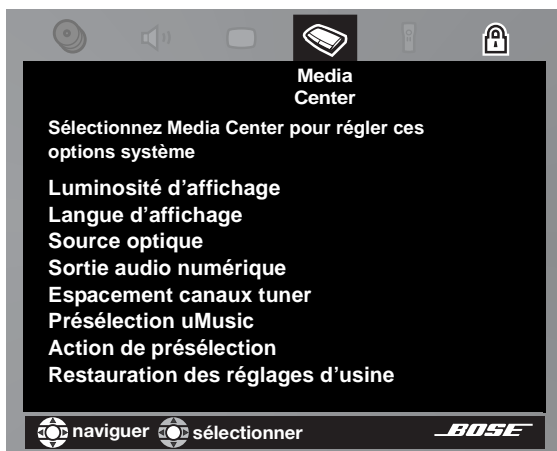 Media
Center
Sélectionnez Media Center pour régler ces
options système
Luminosité d’affichage
Langue d’affichage
Source optique
Sortie audio numérique
Espacement canaux tuner
Présélection uMusic
Action de présélection
Restauration des réglages d’usine
naviguer sélectionner BOSE